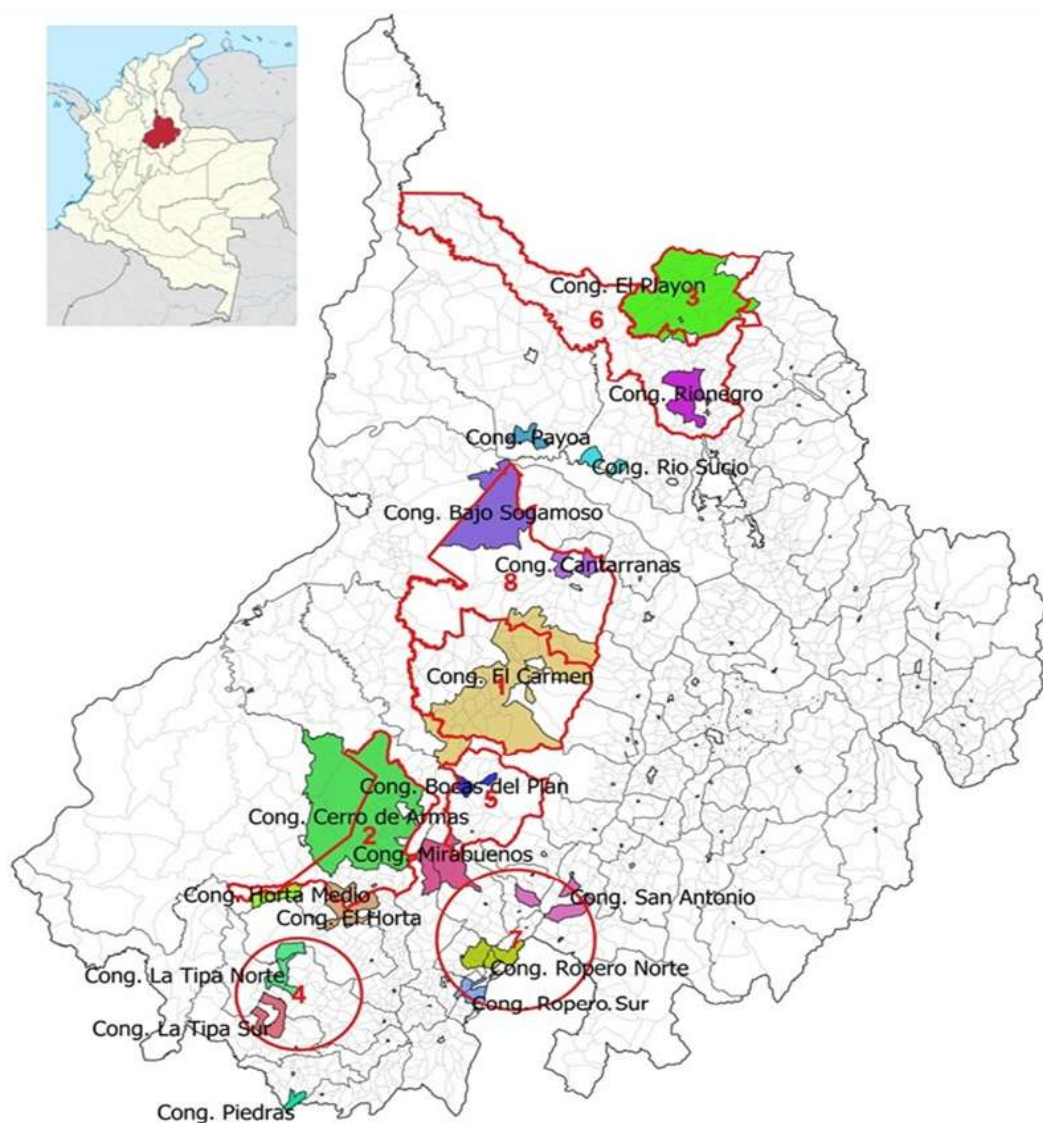 Cong. El Playon
3
6
Cong. Rionegro
Cong. Payoa
Cong. Rio Sucio
Cong. Bajo Sogamoso
Cong. Cantarranas
8
Cong. El Carmen
1
Cong. Bocas del Plan
5
Cong. Cerro de Armas
2
Cong. Mirabuenos
Cong. Horta Medio
Cong. San Antonio
Cong. El Horta
7
Cong. La Tipa Norte
Cong. Ropero Norte
4
Cong. Ropero Sur
Cong. La Tipa Sur
Cong. Piedras